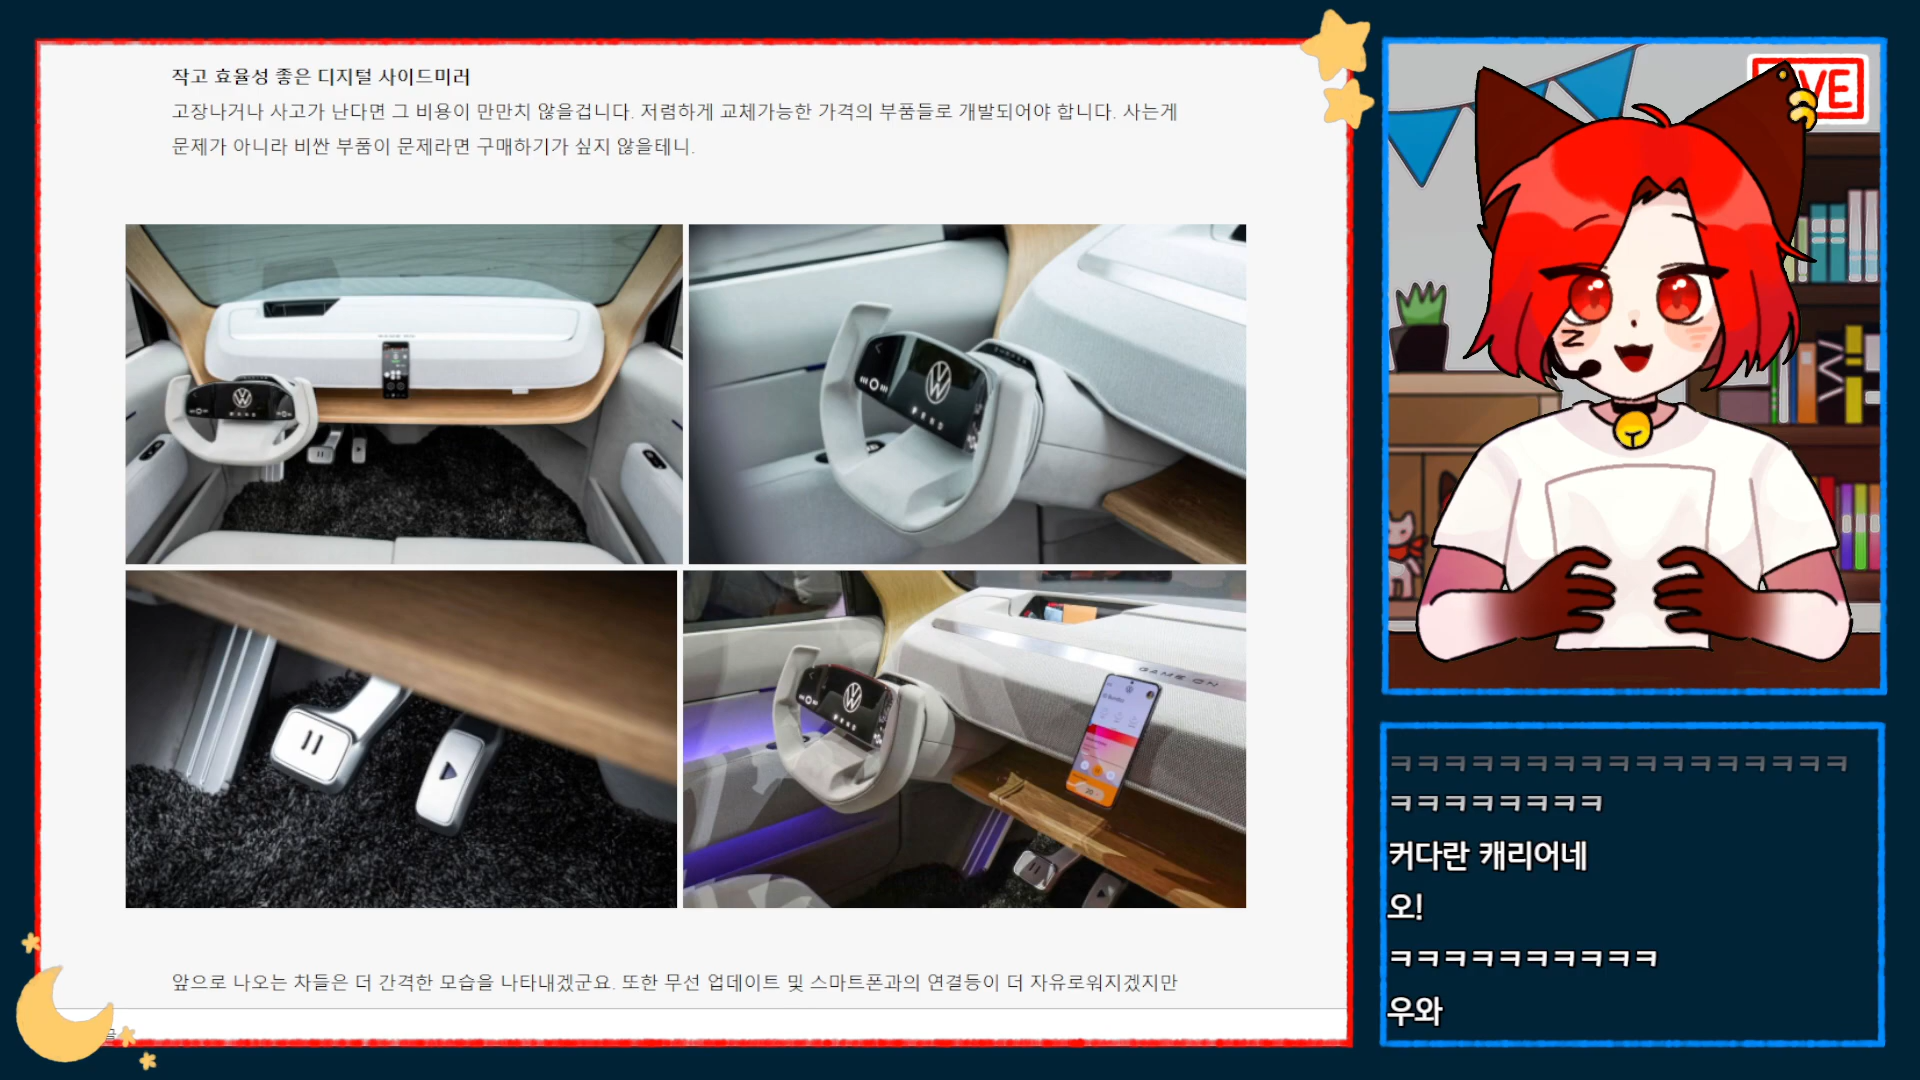 작고 효율성 좋은 디지털 사이드미러
고장나거나 사고가 난다면 그 비용이 만만치 않을겁니다. 저렴하게 교체가능한 가격의 부품들로 개발되어야 합니다. 사는게
문제가 아니라 비싼 부품이 문제라면 구매하기가 싶지 않을테니.
GAME ON
앞으로 나오는 차들은 더 간격한 모습을 나타내겠군요. 또한 무선 업데이트 및 스마트폰과의 연결등이 더 자유로워지겠지만
글
ㅋㅋㅋㅋㅋㅋㅋㅋㅋㅋㅋㅋㅋㅋㅋㅋㅋ
ㅋㅋㅋㅋㅋㅋㅋㅋ
커다란 캐리어네
오!
ㅋㅋㅋㅋㅋㅋㅋㅋㅋㅋ
우와